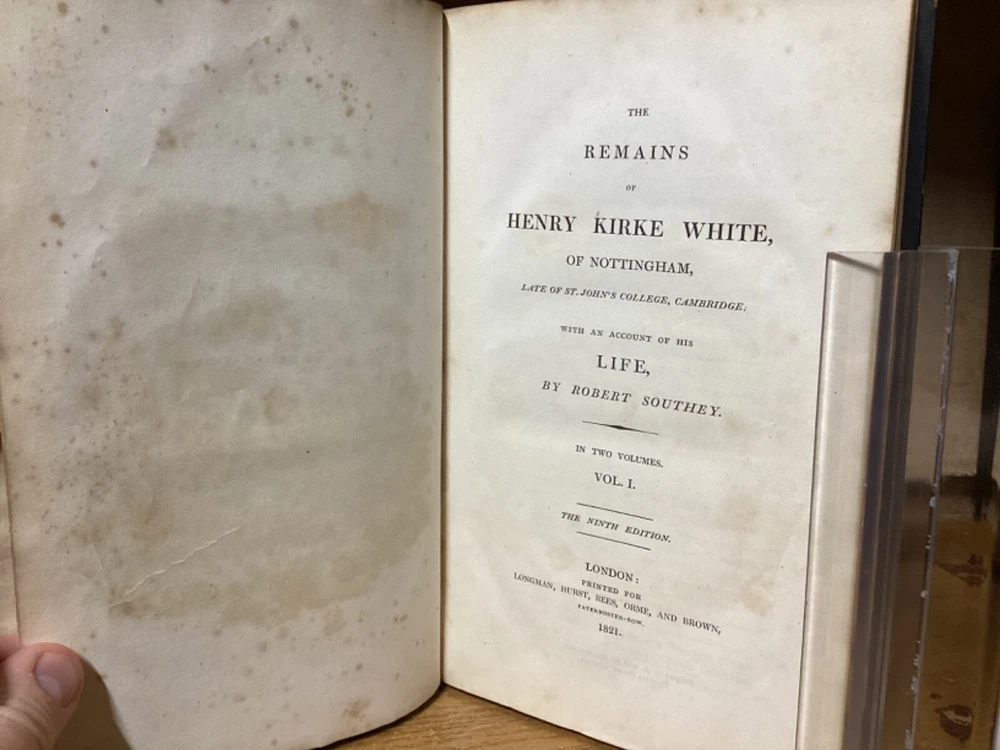 THE
REMAINS
OF
HENRY KIRKE WHITE,
OF NOTTINGHAM,
LATE OF ST. JOHN'S COLLEGE, CAMBRIDGE;
WITH AN ACCOUNT OF HIS
LIFE,
BY ROBERT SOUTHEY.
IN TWO VOLUMES.
VOL. I.
THE NINTH EDITION.
LONDON:
PRINTED FOR
LONGMAN, HURST, REES, ORME, AND BROWN,
PATERNOSTER-ROW.
1821.